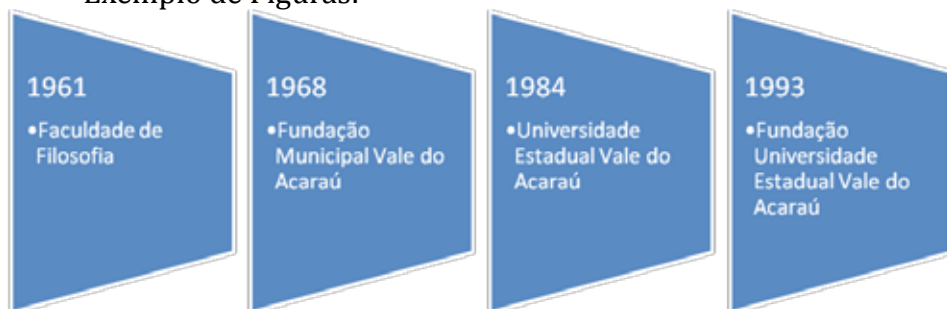 Exemplo de Figuras:
1961
•Faculdade de
Filosofia
1968
•Fundação
Municipal Vale do
Acaraú
1984
•Universidade
Estadual Vale do
Acaraú
1993
•Fundação
Universidade
Estadual Vale do
Acaraú